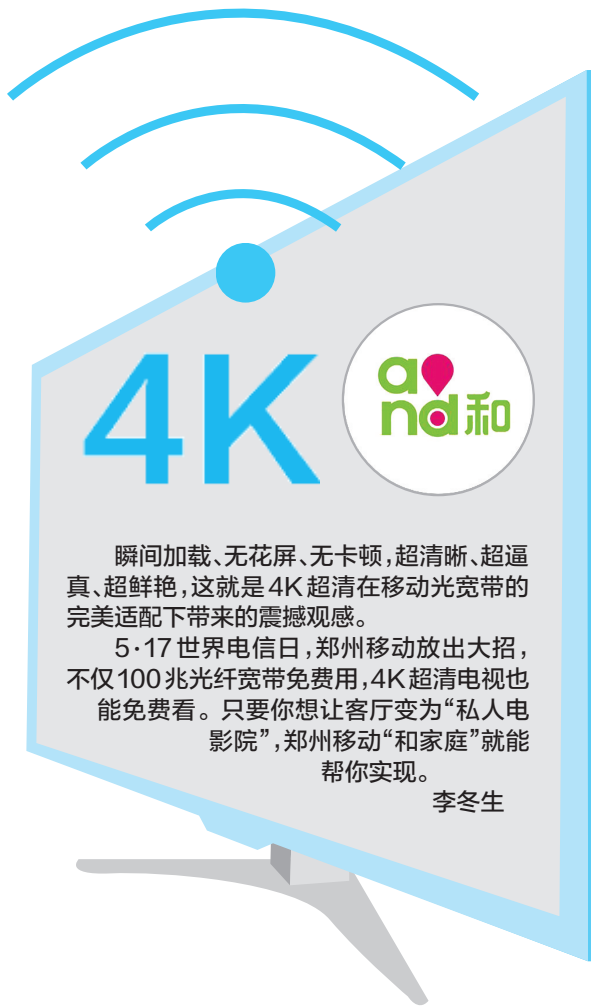 4K
and和
瞬间加载、无花屏、无卡顿，超清晰、超逼
真、超鲜艳，这就是4K超清在移动光宽带的
完美适配下带来的震撼观感。
5·17世界电信日，郑州移动放出大招，
不仅100兆光纤宽带免费用，4K超清电视也
能免费看。只要你想让客厅变为“私人电
影院”，郑州移动“和家庭”就能
帮你实现。
李冬生